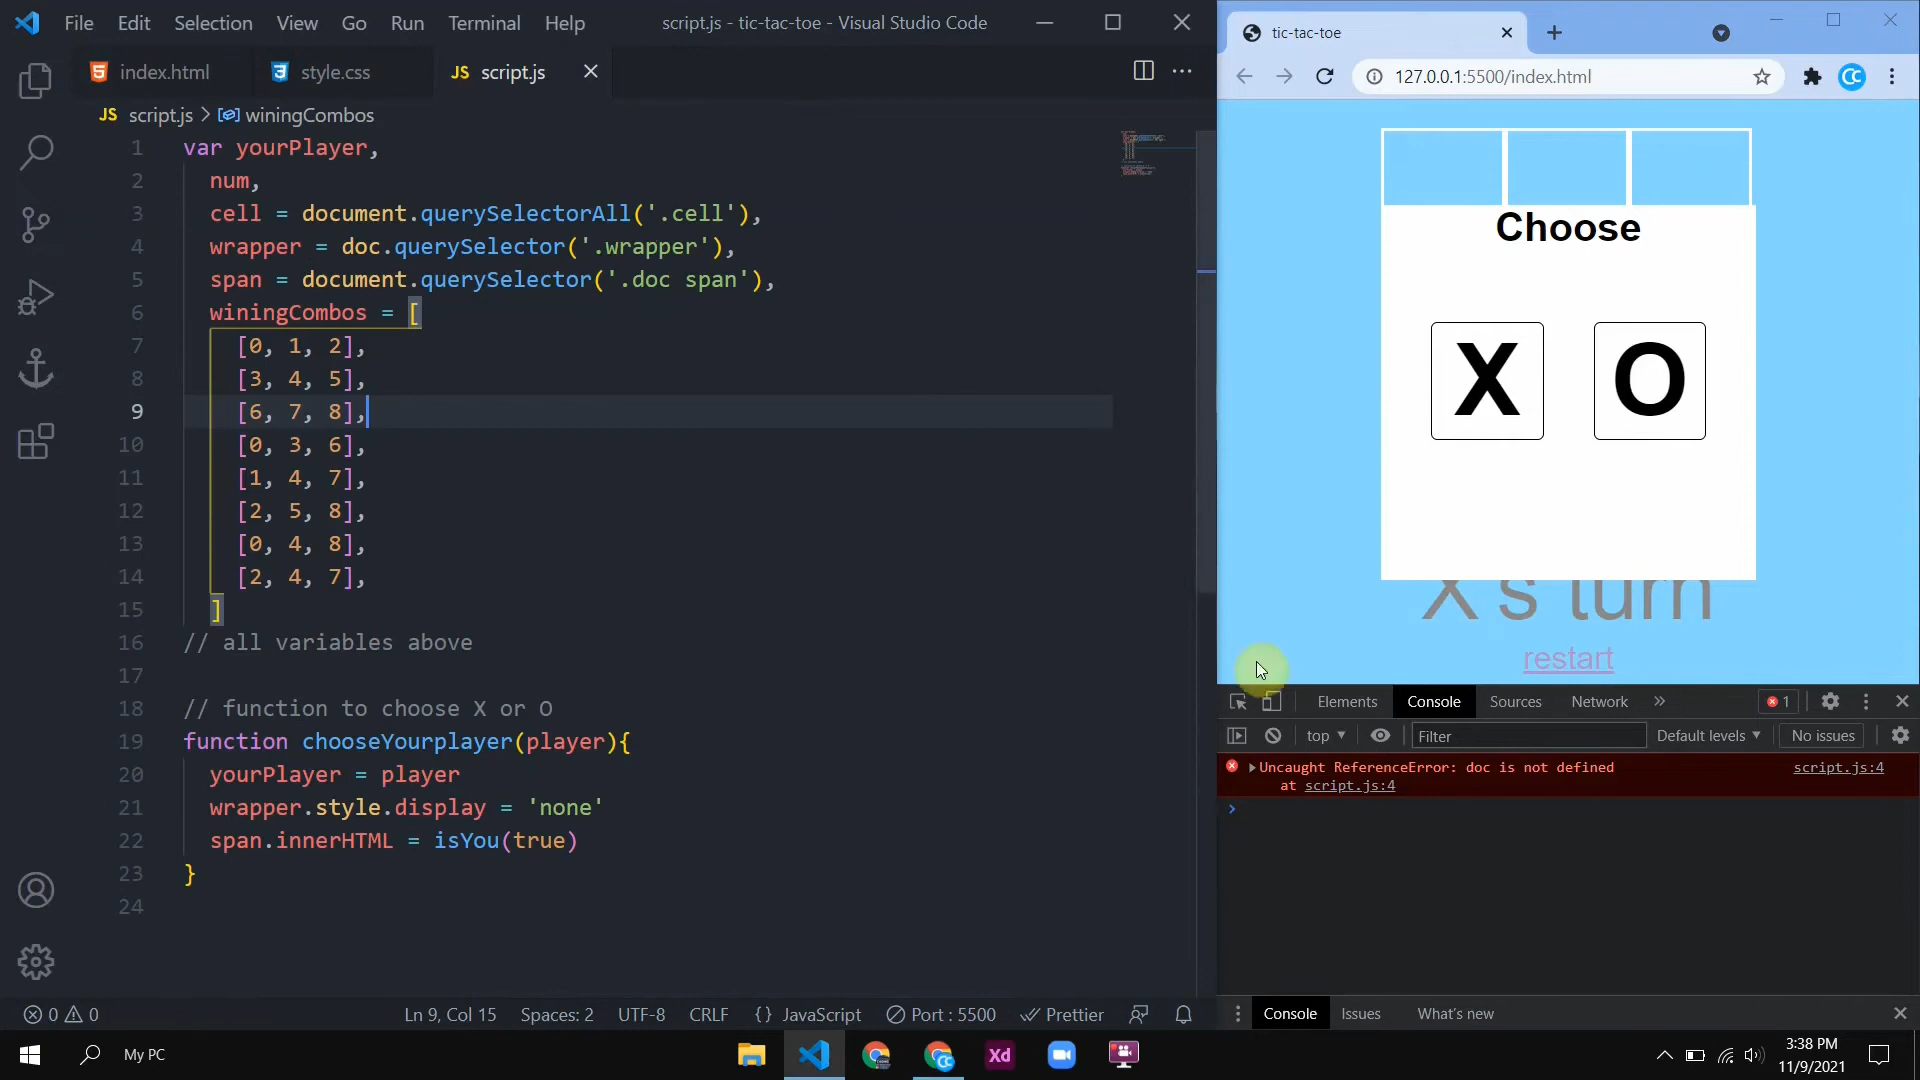 File Edit Selection View Go Run Terminal Help script.js - tic-tac-toe - Visual Studio Code
index.html style.css JS script.js
JS script.js > winingCombos
1 var yourPlayer,
2 num,
3 cell = document.querySelectorAll('.cell'),
4 wrapper = doc.querySelector('.wrapper'),
5 span = document.querySelector('.doc span'),
6 winingCombos = [
7 [0, 1, 2],
8 [3, 4, 5],
9 [6, 7, 8],
10 [0, 3, 6],
11 [1, 4, 7],
12 [2, 5, 8],
13 [0, 4, 8],
14 [2, 4, 7],
15 ]
16 // all variables above
17
18 // function to choose X or O
19 function chooseYourplayer(player){
20 yourPlayer = player
21 wrapper.style.display = 'none'
22 span.innerHTML = isYou(true)
23 }
24
0 0 Ln 9, Col 15 Spaces: 2 UTF-8 CRLF {} JavaScript Port : 5500 Prettier
tic-tac-toe
127.0.0.1:5500/index.html CC
Choose
X O
X's turn
restart
Elements Console Sources Network » 1
top Filter Default levels No issues
Uncaught ReferenceError: doc is not defined script.js:4
at script.js:4
Console Issues What's new
My PC Xd
3:38 PM
11/9/2021